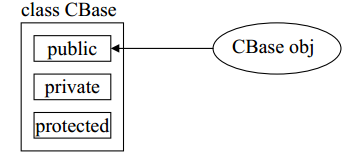 class CBase
public
CBase obj
private
protected